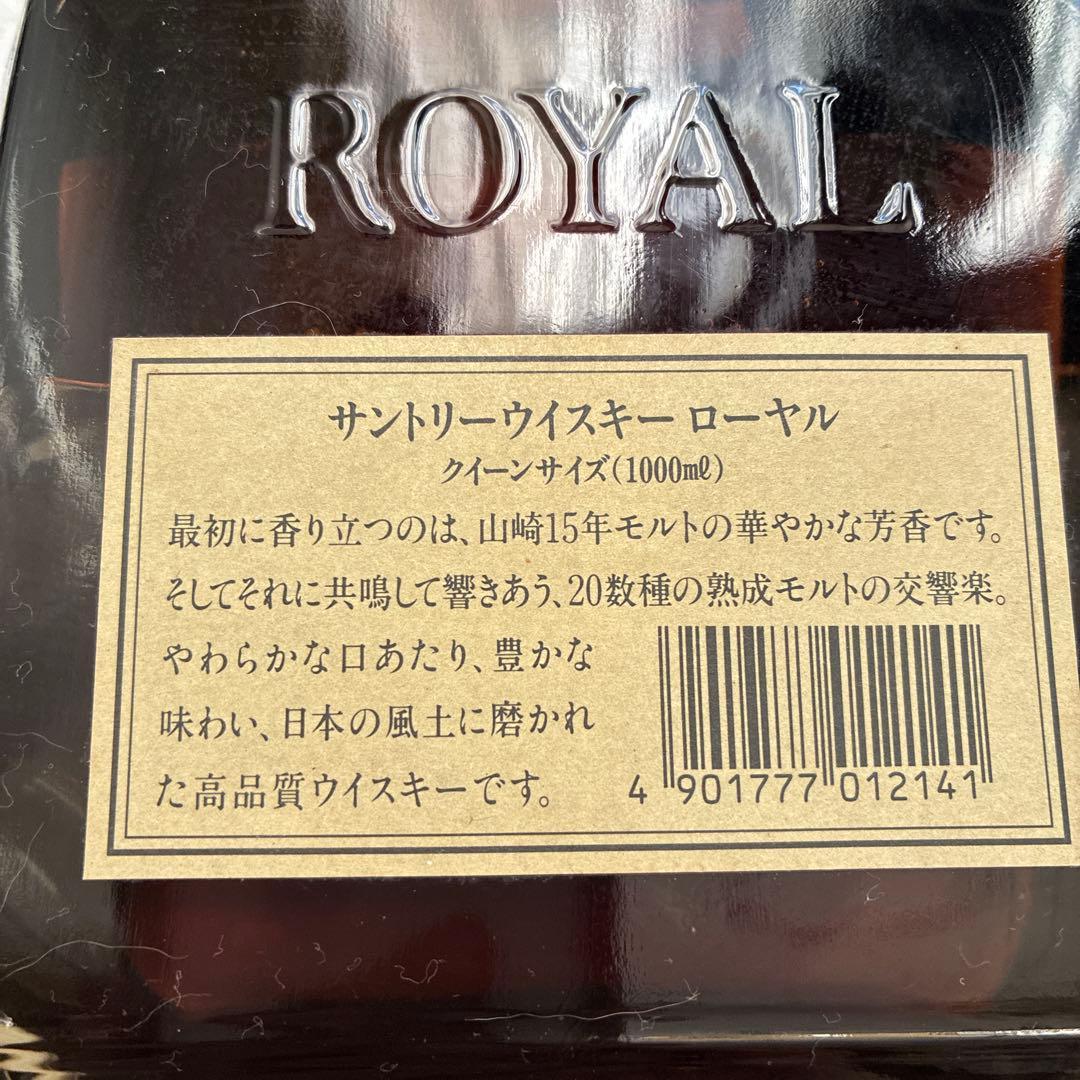 ROYAL
サントリーウイスキー ローヤル
クイーンサイズ(1000㎖)
最初に香り立つのは、山崎15年モルトの華やかな芳香です。
そしてそれに共鳴して響きあう、20数種の熟成モルトの交響楽。
やわらかな口あたり、豊かな
味わい、日本の風土に磨かれ
た高品質ウイスキーです。
4 901777 012141